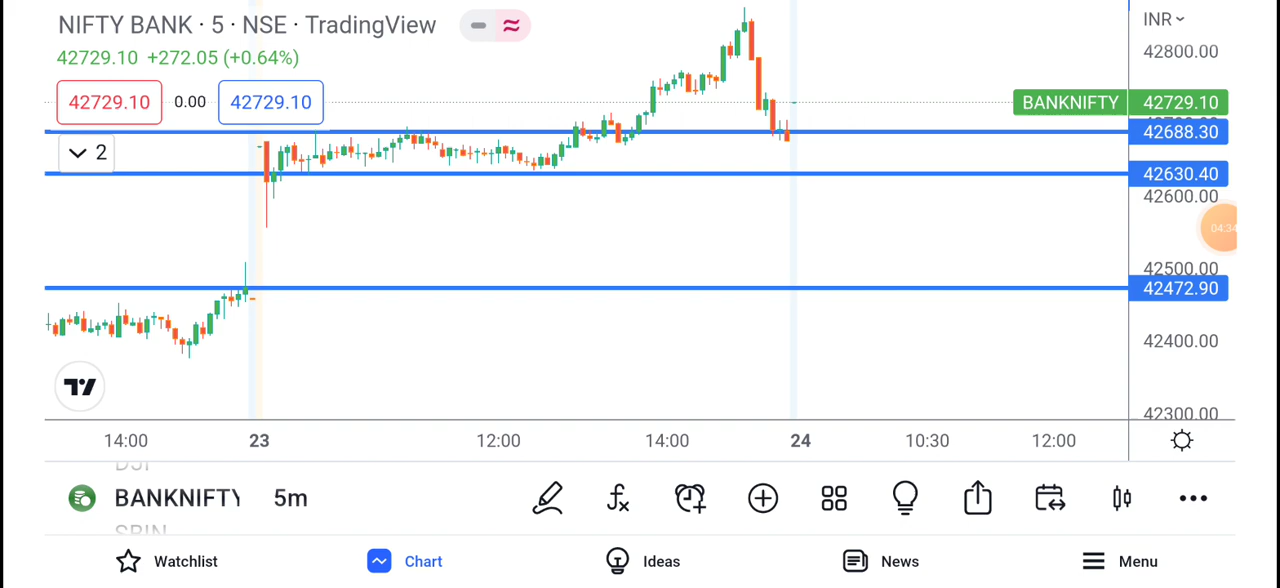 NIFTY BANK · 5 · NSE · TradingView
INR
42729.10 +272.05 (+0.64%)
42800.00
42729.10 0.00 42729.10
BANKNIFTY 42729.10
42688.30
2
42630.40
42600.00
04:34
42500.00
42472.90
42400.00
42300.00
14:00 23 12:00 14:00 24 10:30 12:00
BANKNIFTY 5m
SBIN
Watchlist Chart Ideas News Menu